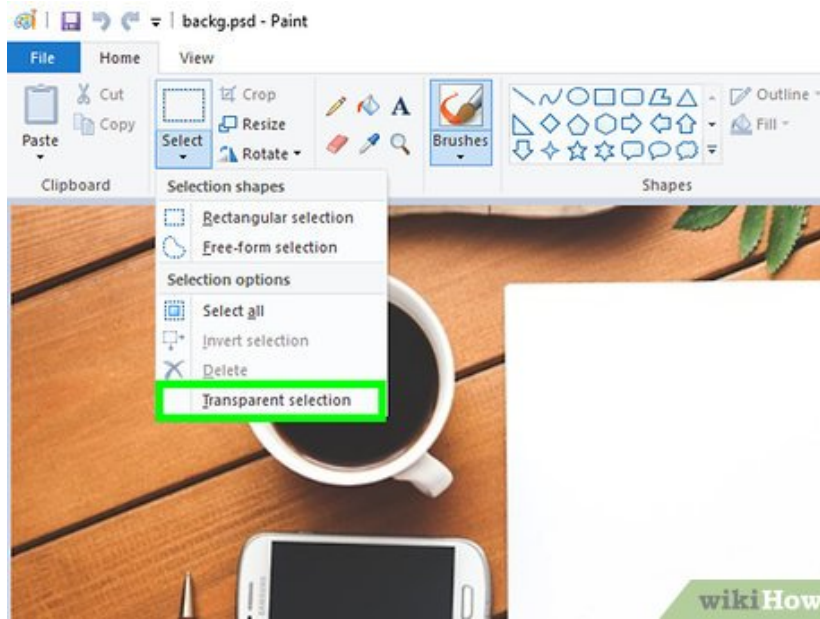 backg.psd - Paint
File Home View
Paste
Cut
Copy
Clipboard
Select
Crop
Resize
Rotate
A
Brushes
Outline
Fill
Shapes
Selection shapes
Rectangular selection
Free-form selection
Selection options
Select all
Invert selection
Delete
Transparent selection
SAMSUNG
wikiHow